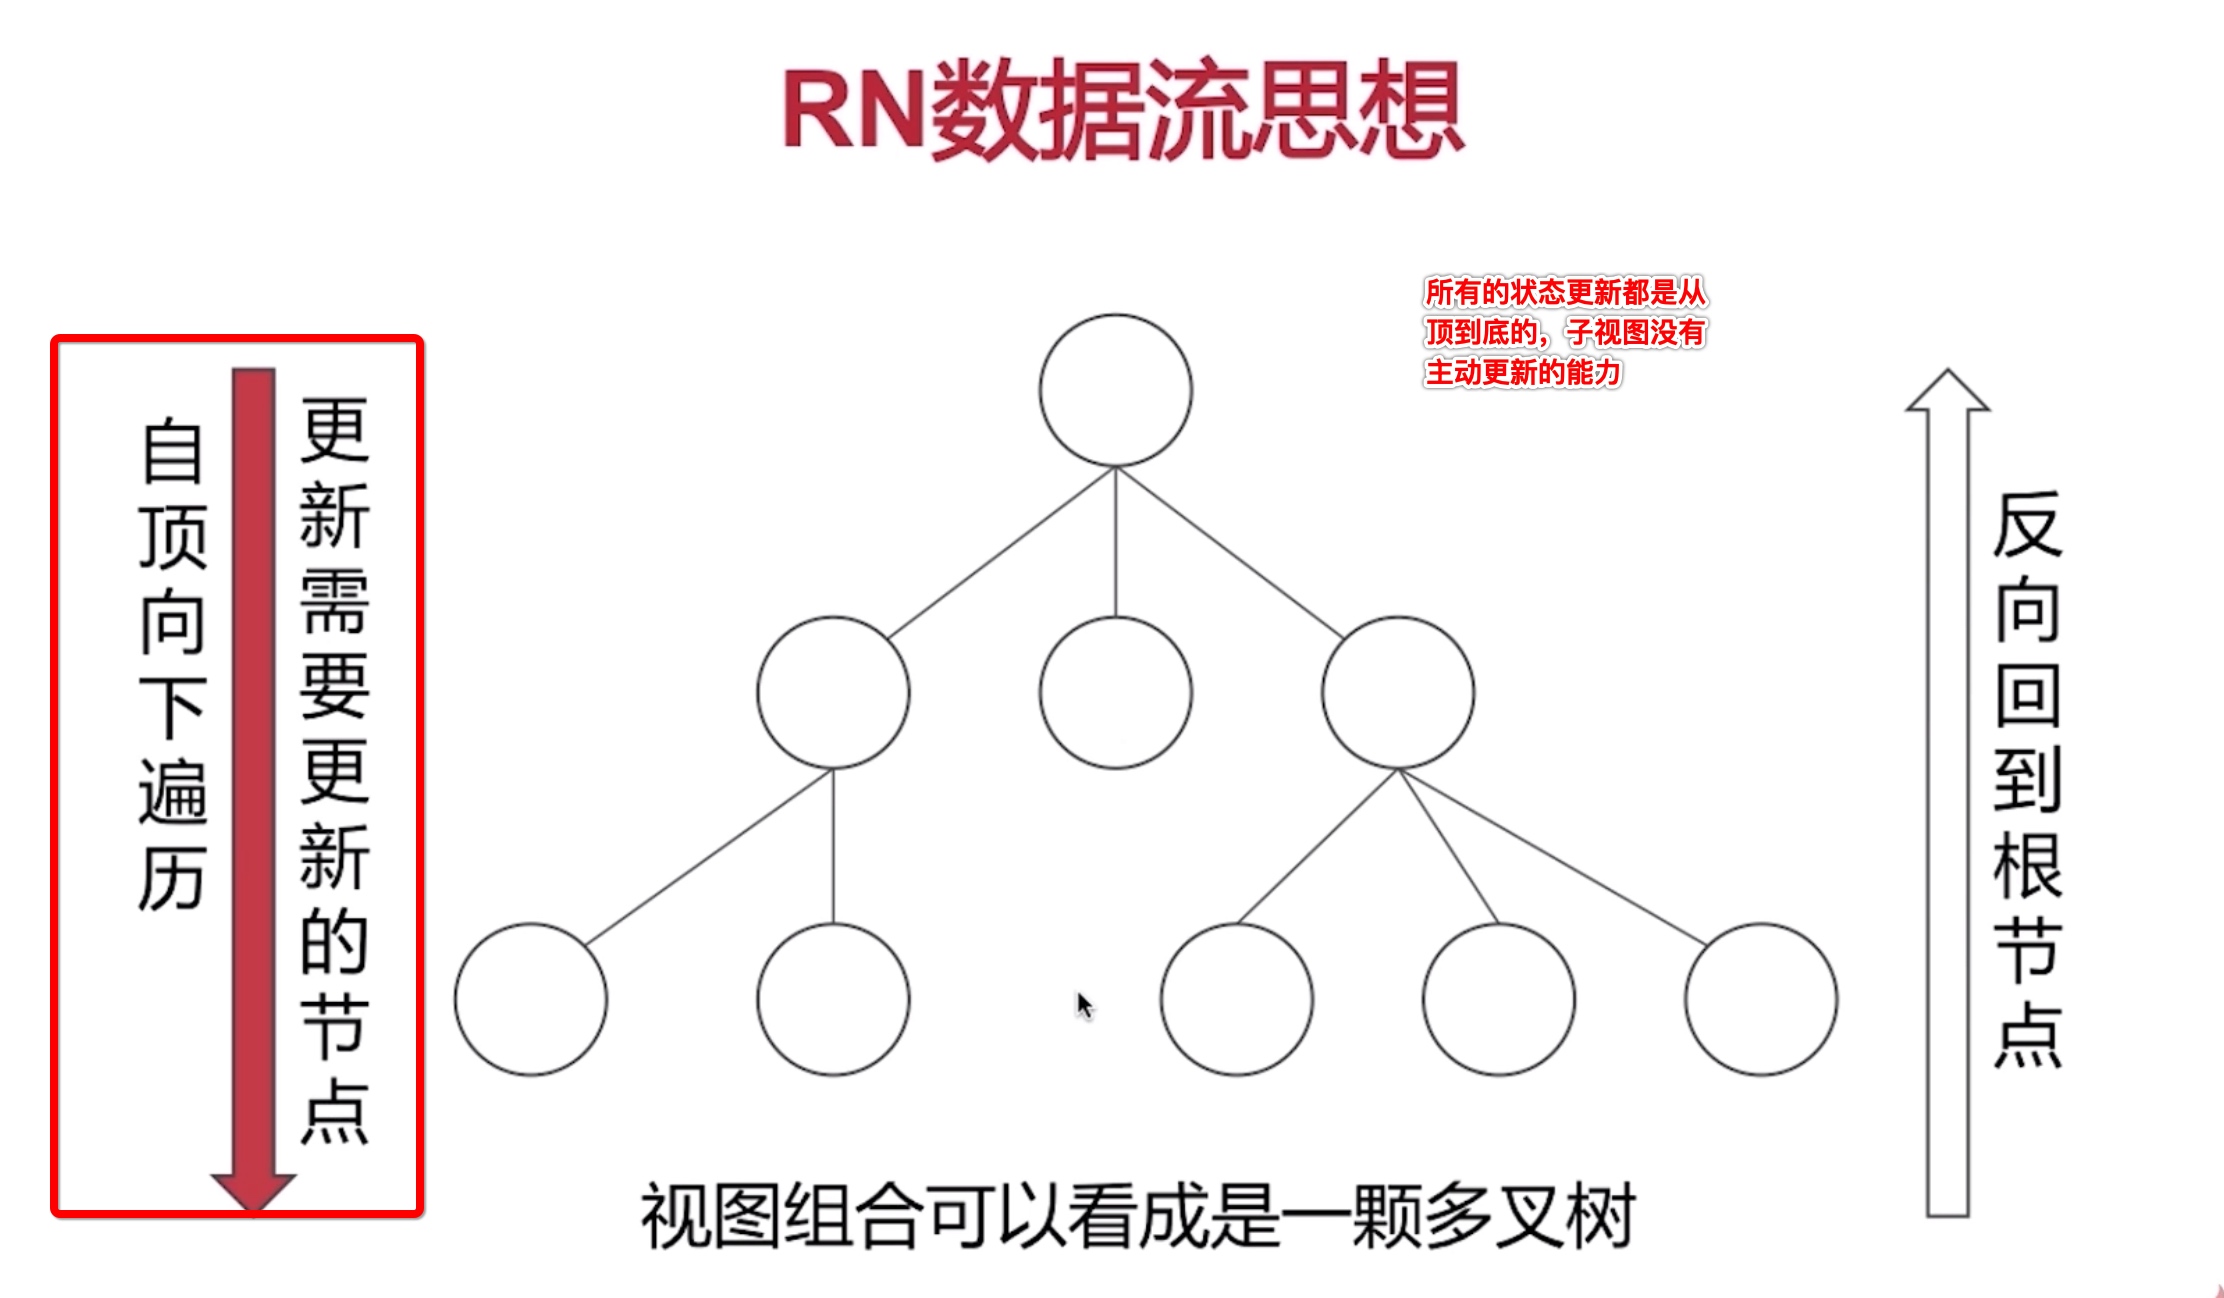 RN数据流思想
所有的状态更新都是从
顶到底的，子视图没有
主动更新的能力
自顶向下遍历
更新需要更新的节点
反向回到根节点
视图组合可以看成是一颗多叉树